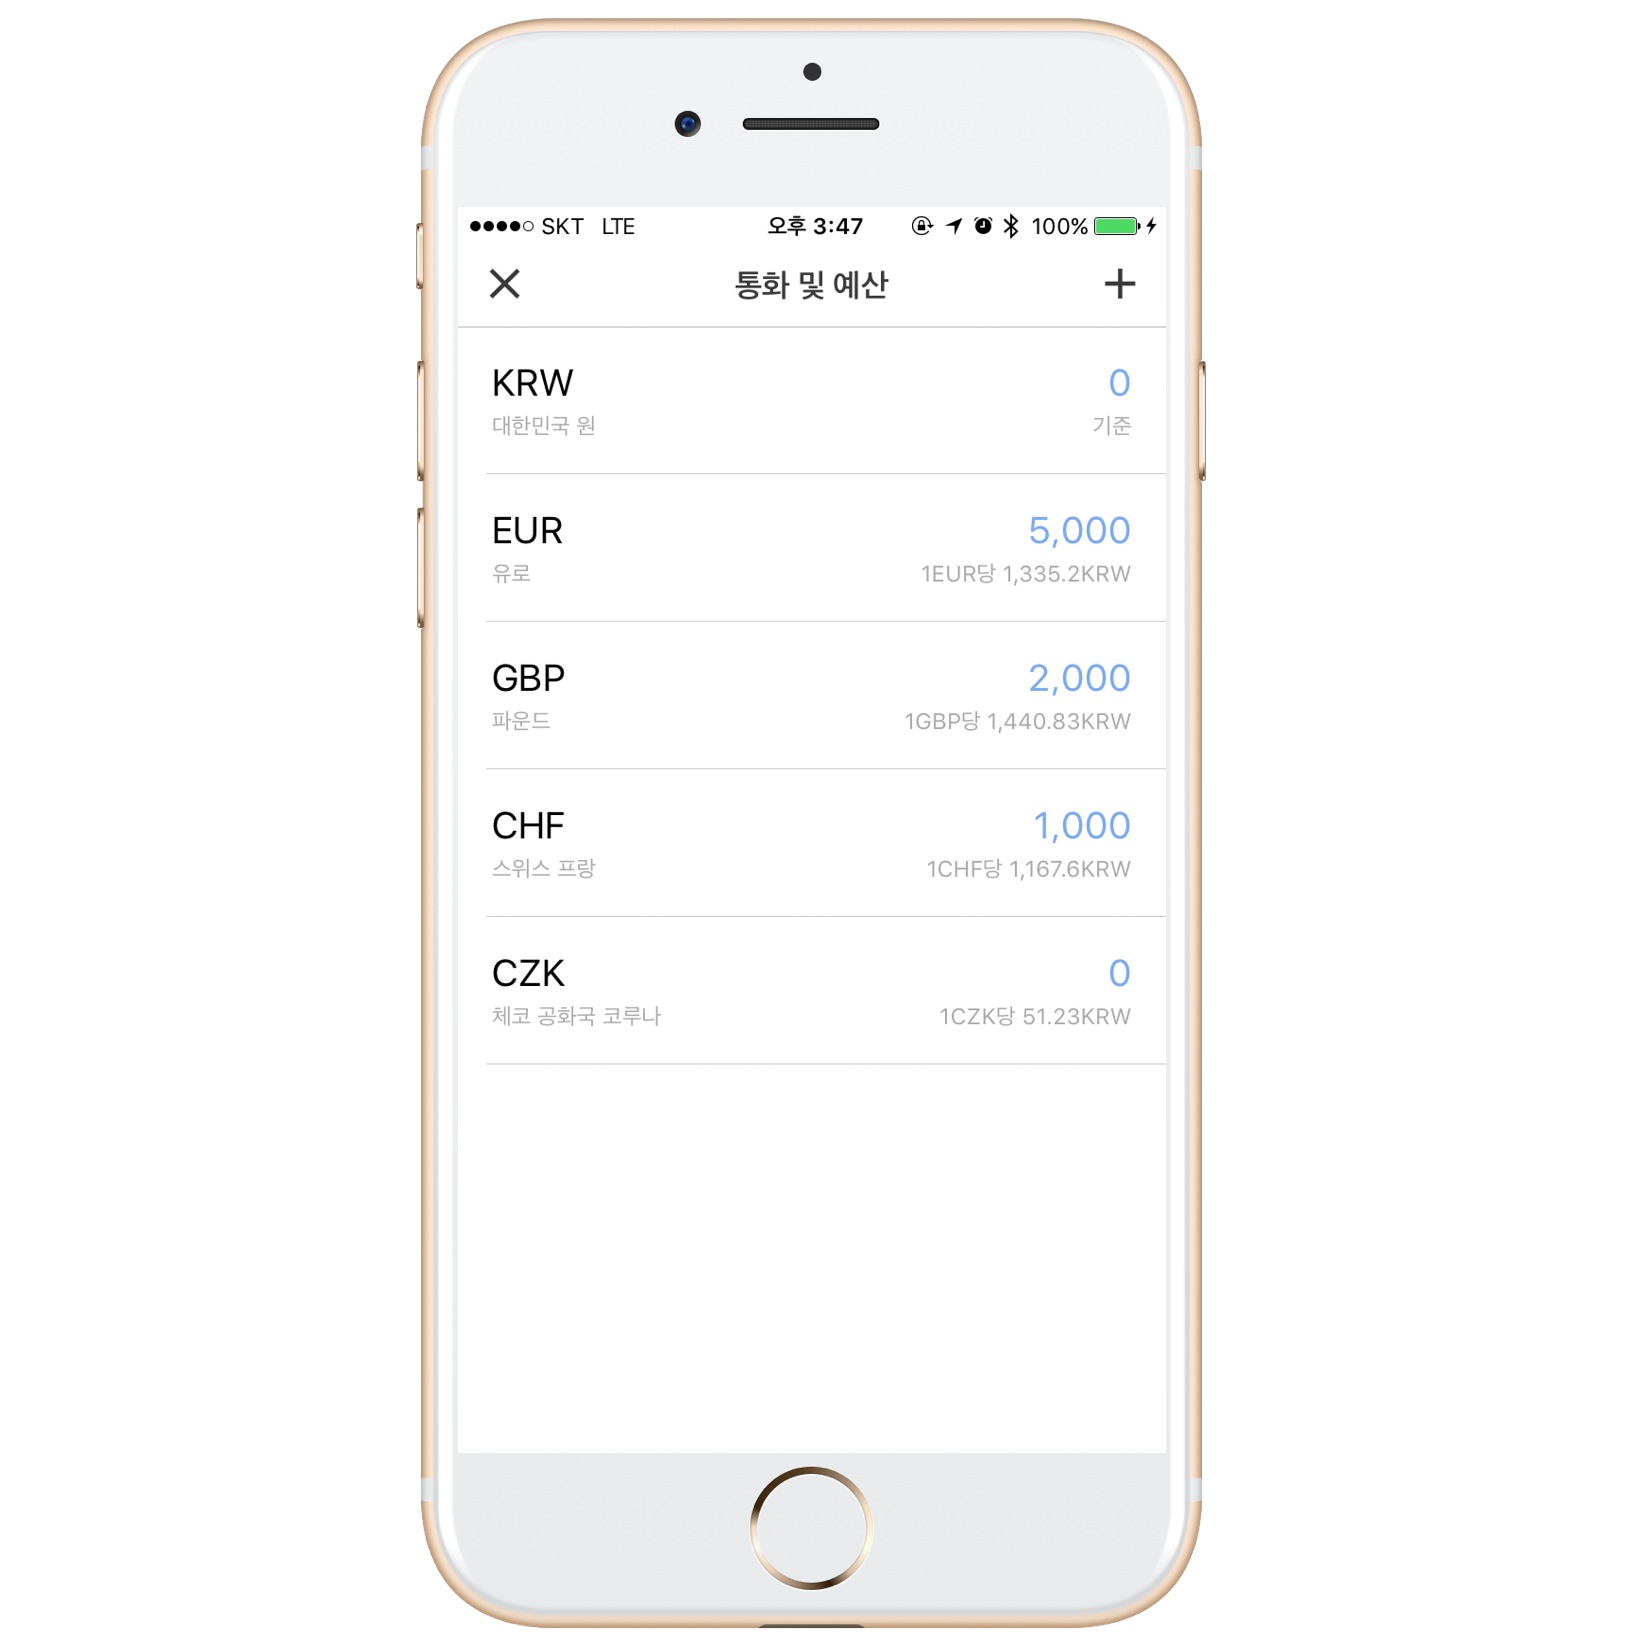 SKT LTE 오후 3:47 100%
통화 및 예산
KRW 0
대한민국 원 기준
EUR 5,000
유로 1EUR당 1,335.2KRW
GBP 2,000
파운드 1GBP당 1,440.83KRW
CHF 1,000
스위스 프랑 1CHF당 1,167.6KRW
CZK 0
체코 공화국 코루나 1CZK당 51.23KRW